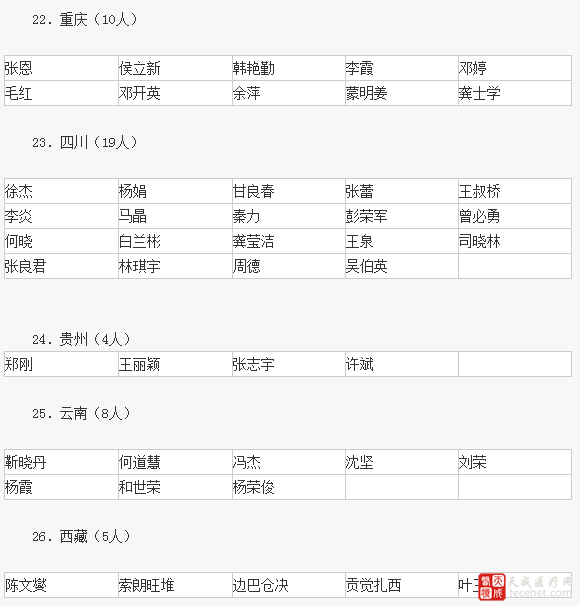 22．重庆（10人）
张恩 侯立新 韩艳勤 李霞 邓婷
毛红 邓开英 余萍 蒙明姜 龚士学
23．四川（19人）
徐杰 杨娟 甘良春 张蕾 王叔桥
李炎 马晶 秦力 彭荣军 曾必勇
何晓 白兰彬 龚莹洁 王泉 司晓林
张良君 林琪宇 周德 吴伯英
24．贵州（4人）
郑刚 王丽颖 张志宇 许斌
25．云南（8人）
靳晓丹 何道慧 冯杰 沈坚 刘荣
杨霞 和世荣 杨荣俊
26．西藏（5人）
陈文燮 索朗旺堆 边巴仓决 贡觉扎西 叶
天成医疗网
tecenet.com